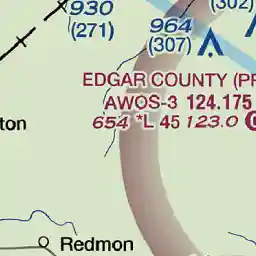 (302)
930
(271)
964
(307)
EDGAR COUNTY (PR
AWOS-3 124.175
654 *L 45 123.0 C
ton
Redmon